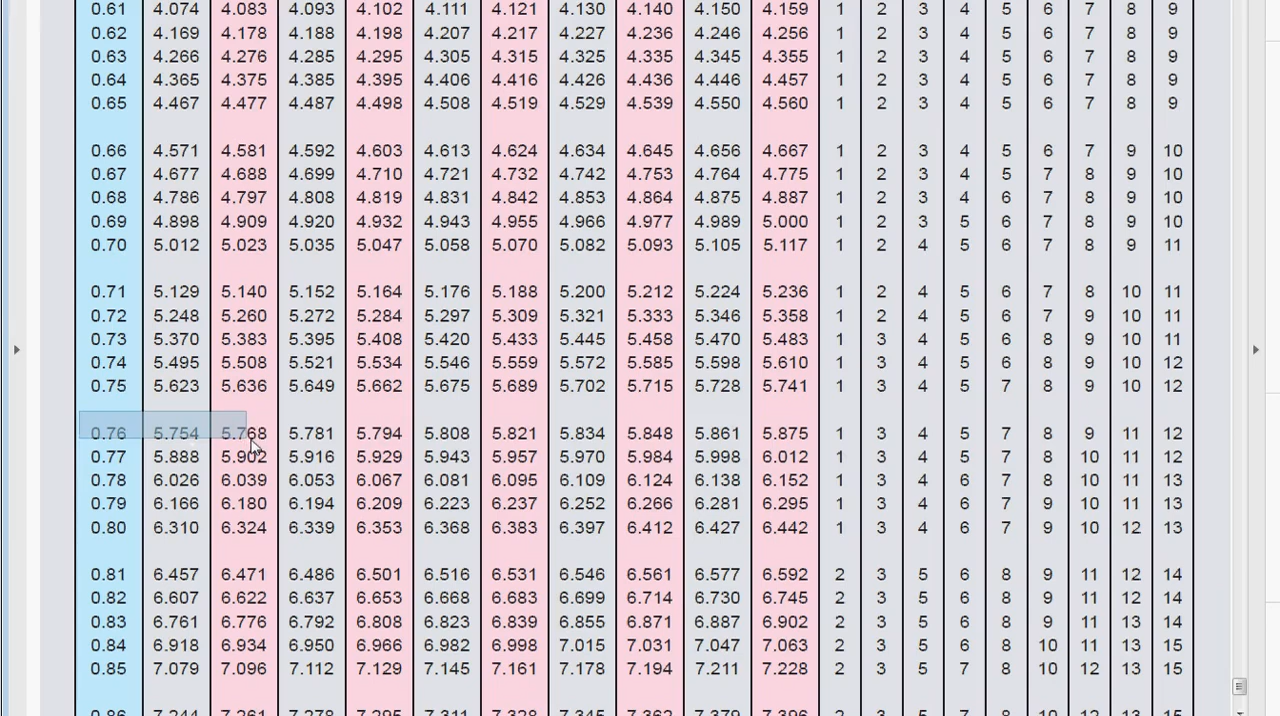 0.61 4.074 4.083 4.093 4.102 4.111 4.121 4.130 4.140 4.150 4.159 1 2 3 4 5 6 7 8 9
0.62 4.169 4.178 4.188 4.198 4.207 4.217 4.227 4.236 4.246 4.256 1 2 3 4 5 6 7 8 9
0.63 4.266 4.276 4.285 4.295 4.305 4.315 4.325 4.335 4.345 4.355 1 2 3 4 5 6 7 8 9
0.64 4.365 4.375 4.385 4.395 4.406 4.416 4.426 4.436 4.446 4.457 1 2 3 4 5 6 7 8 9
0.65 4.467 4.477 4.487 4.498 4.508 4.519 4.529 4.539 4.550 4.560 1 2 3 4 5 6 7 8 9
0.66 4.571 4.581 4.592 4.603 4.613 4.624 4.634 4.645 4.656 4.667 1 2 3 4 5 6 7 9 10
0.67 4.677 4.688 4.699 4.710 4.721 4.732 4.742 4.753 4.764 4.775 1 2 3 4 5 6 7 8 9 10
0.68 4.786 4.797 4.808 4.819 4.831 4.842 4.853 4.864 4.875 4.887 1 2 3 4 6 7 8 9 10
0.69 4.898 4.909 4.920 4.932 4.943 4.955 4.966 4.977 4.989 5.000 1 2 3 5 6 7 8 9 10
0.70 5.012 5.023 5.035 5.047 5.058 5.070 5.082 5.093 5.105 5.117 1 2 4 5 6 7 8 9 11
0.71 5.129 5.140 5.152 5.164 5.176 5.188 5.200 5.212 5.224 5.236 1 2 4 5 6 7 8 10 11
0.72 5.248 5.260 5.272 5.284 5.297 5.309 5.321 5.333 5.346 5.358 1 2 4 5 6 7 9 10 11
0.73 5.370 5.383 5.395 5.408 5.420 5.433 5.445 5.458 5.470 5.483 1 3 4 5 6 8 9 10 11
0.74 5.495 5.508 5.521 5.534 5.546 5.559 5.572 5.585 5.598 5.610 1 3 4 5 6 8 9 10 12
0.75 5.623 5.636 5.649 5.662 5.675 5.689 5.702 5.715 5.728 5.741 1 3 4 5 7 8 9 10 12
0.76 5.754 5.768 5.781 5.794 5.808 5.821 5.834 5.848 5.861 5.875 1 3 4 5 7 8 9 11 12
0.77 5.888 5.902 5.916 5.929 5.943 5.957 5.970 5.984 5.998 6.012 1 3 4 5 7 8 10 11 12
0.78 6.026 6.039 6.053 6.067 6.081 6.095 6.109 6.124 6.138 6.152 1 3 4 6 7 8 10 11 13
0.79 6.166 6.180 6.194 6.209 6.223 6.237 6.252 6.266 6.281 6.295 1 3 4 6 7 9 10 11 13
0.80 6.310 6.324 6.339 6.353 6.368 6.383 6.397 6.412 6.427 6.442 1 3 4 6 7 9 10 12 13
0.81 6.457 6.471 6.486 6.501 6.516 6.531 6.546 6.561 6.577 6.592 2 3 5 6 8 9 11 12 14
0.82 6.607 6.622 6.637 6.653 6.668 6.683 6.699 6.714 6.730 6.745 2 3 5 6 8 9 11 12 14
0.83 6.761 6.776 6.792 6.808 6.823 6.839 6.855 6.871 6.887 6.902 2 3 5 6 8 9 11 13 14
0.84 6.918 6.934 6.950 6.966 6.982 6.998 7.015 7.031 7.047 7.063 2 3 5 6 8 10 11 13 15
0.85 7.079 7.096 7.112 7.129 7.145 7.161 7.178 7.194 7.211 7.228 2 3 5 7 8 10 12 13 15
0.86 7.244 7.261 7.278 7.295 7.311 7.328 7.345 7.362 7.379 7.396 2 3 5 7 8 10 12 13 15